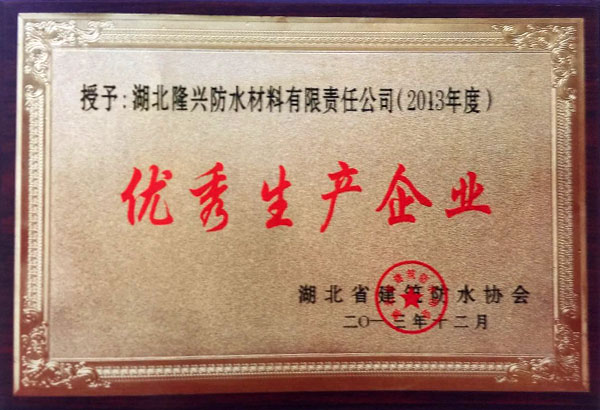 授予:湖北隆兴防水材料有限责任公司(2013年度)
优秀生产企业
湖北省建筑防水协会
二〇一三年十二月